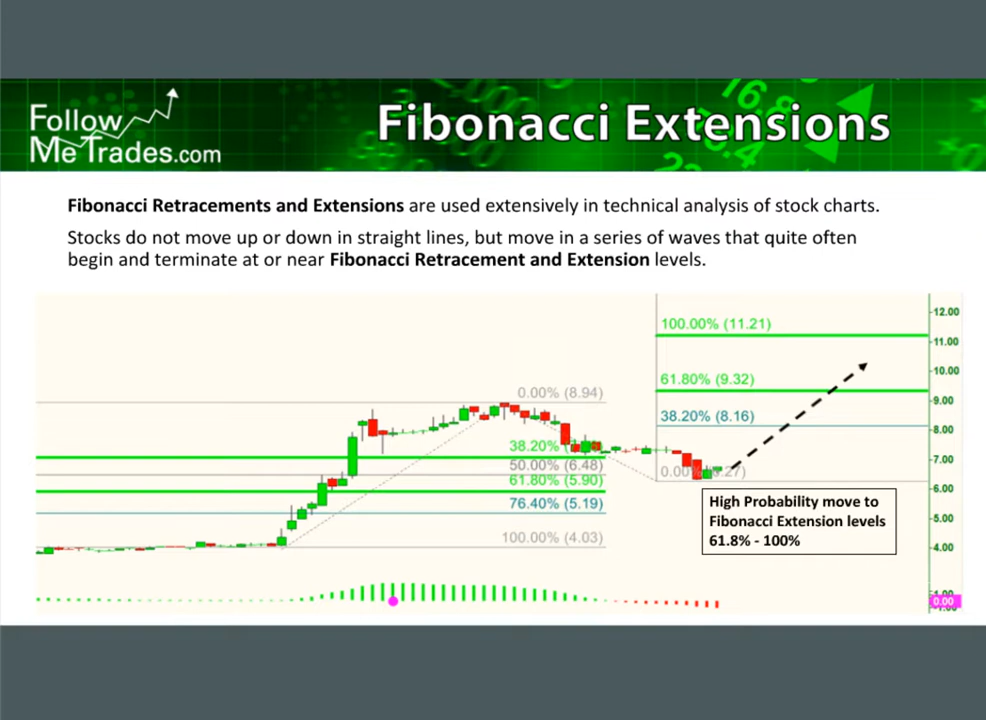 Follow
Me Trades.com
Fibonacci Extensions
16.8
Fibonacci Retracements and Extensions are used extensively in technical analysis of stock charts.
Stocks do not move up or down in straight lines, but move in a series of waves that quite often
begin and terminate at or near Fibonacci Retracement and Extension levels.
12.00
100.00% (11.21)
11.00
10.00
61.80% (9.32)
0.00% (8.94)
9.00
38.20% (8.16)
8.00
38.20%
7.00
50.00% (6.48)
61.80% (5.90)
6.00
76.40% (5.19)
5.00
100.00% (4.03)
4.00
High Probability move to
Fibonacci Extension levels
61.8% - 100%
0.00